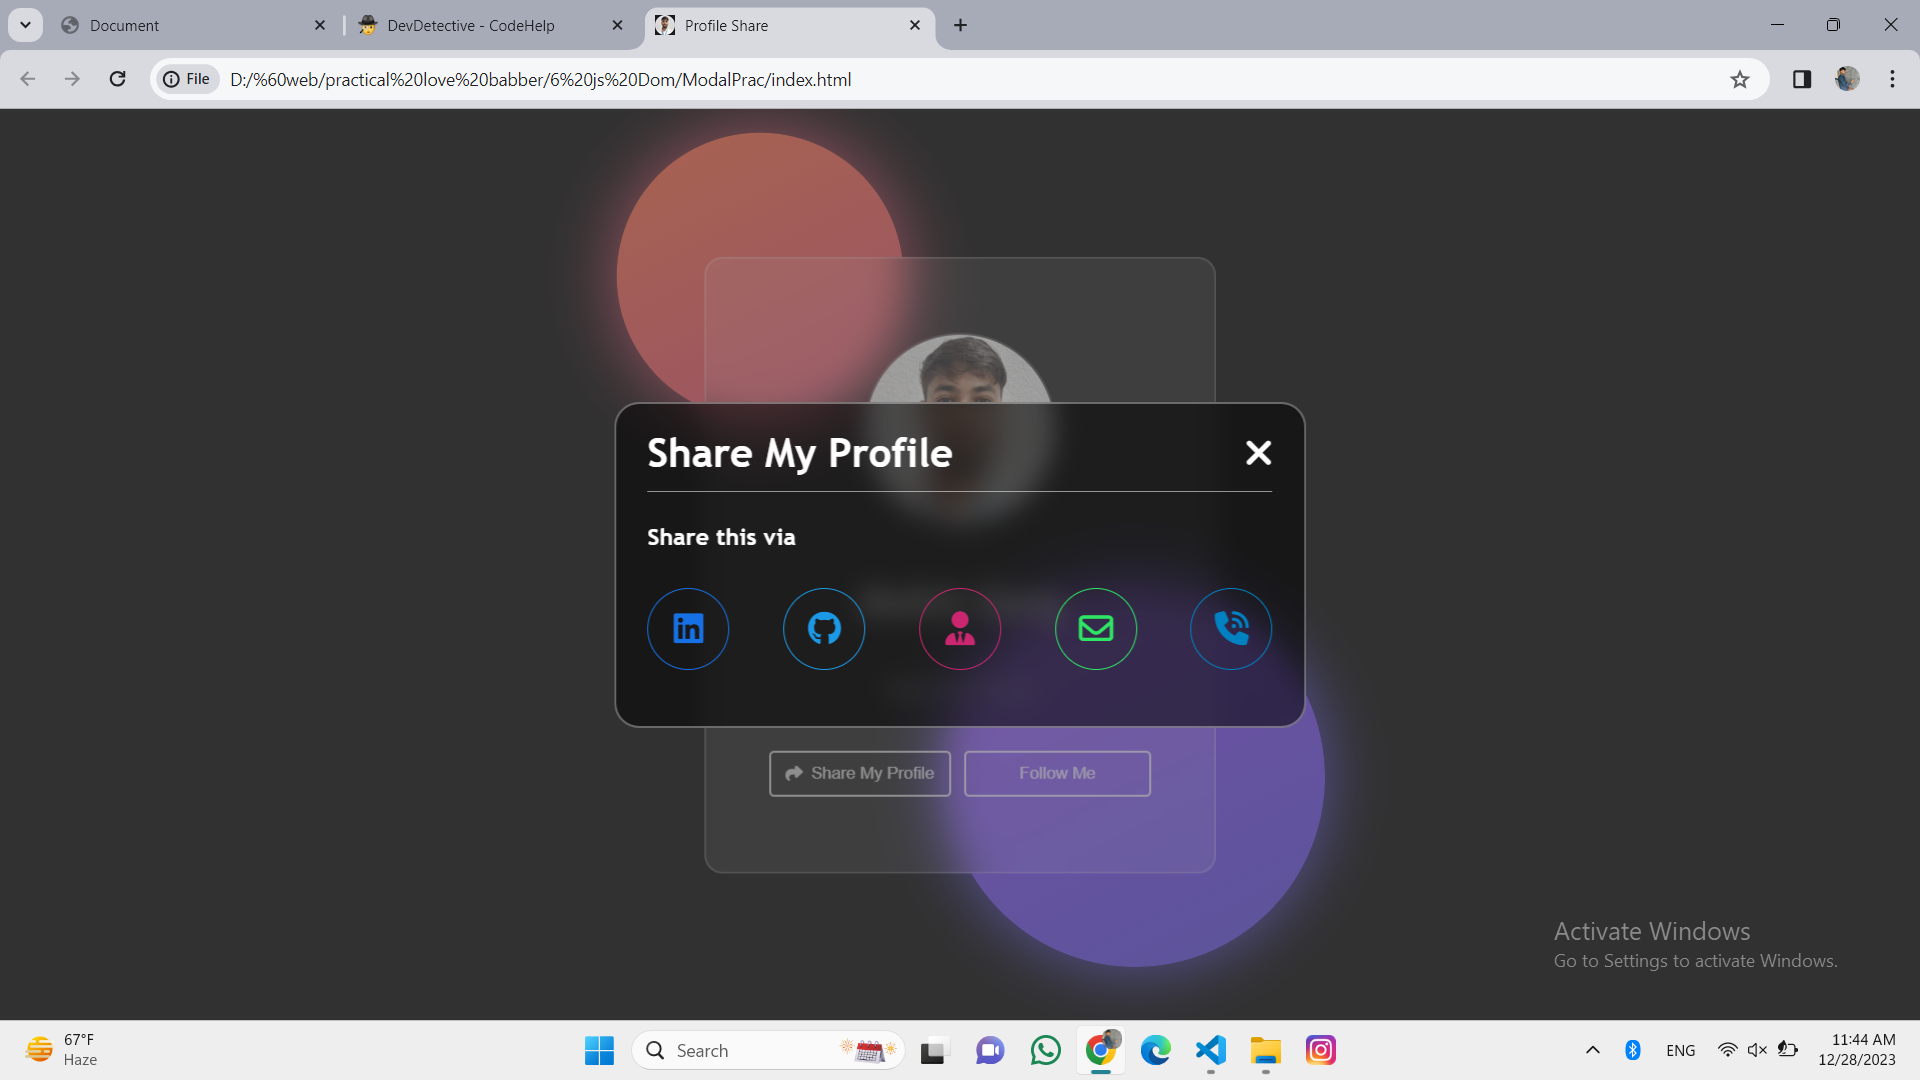 Document
DevDetective - CodeHelp
Profile Share
File
D:/%60web/practical%20love%20babber/6%20js%20Dom/ModalPrac/index.html
Share My Profile
Share this via
in
Share My Profile
Follow Me
Activate Windows
Go to Settings to activate Windows.
67°F
Haze
Search
ENG
11:44 AM
12/28/2023